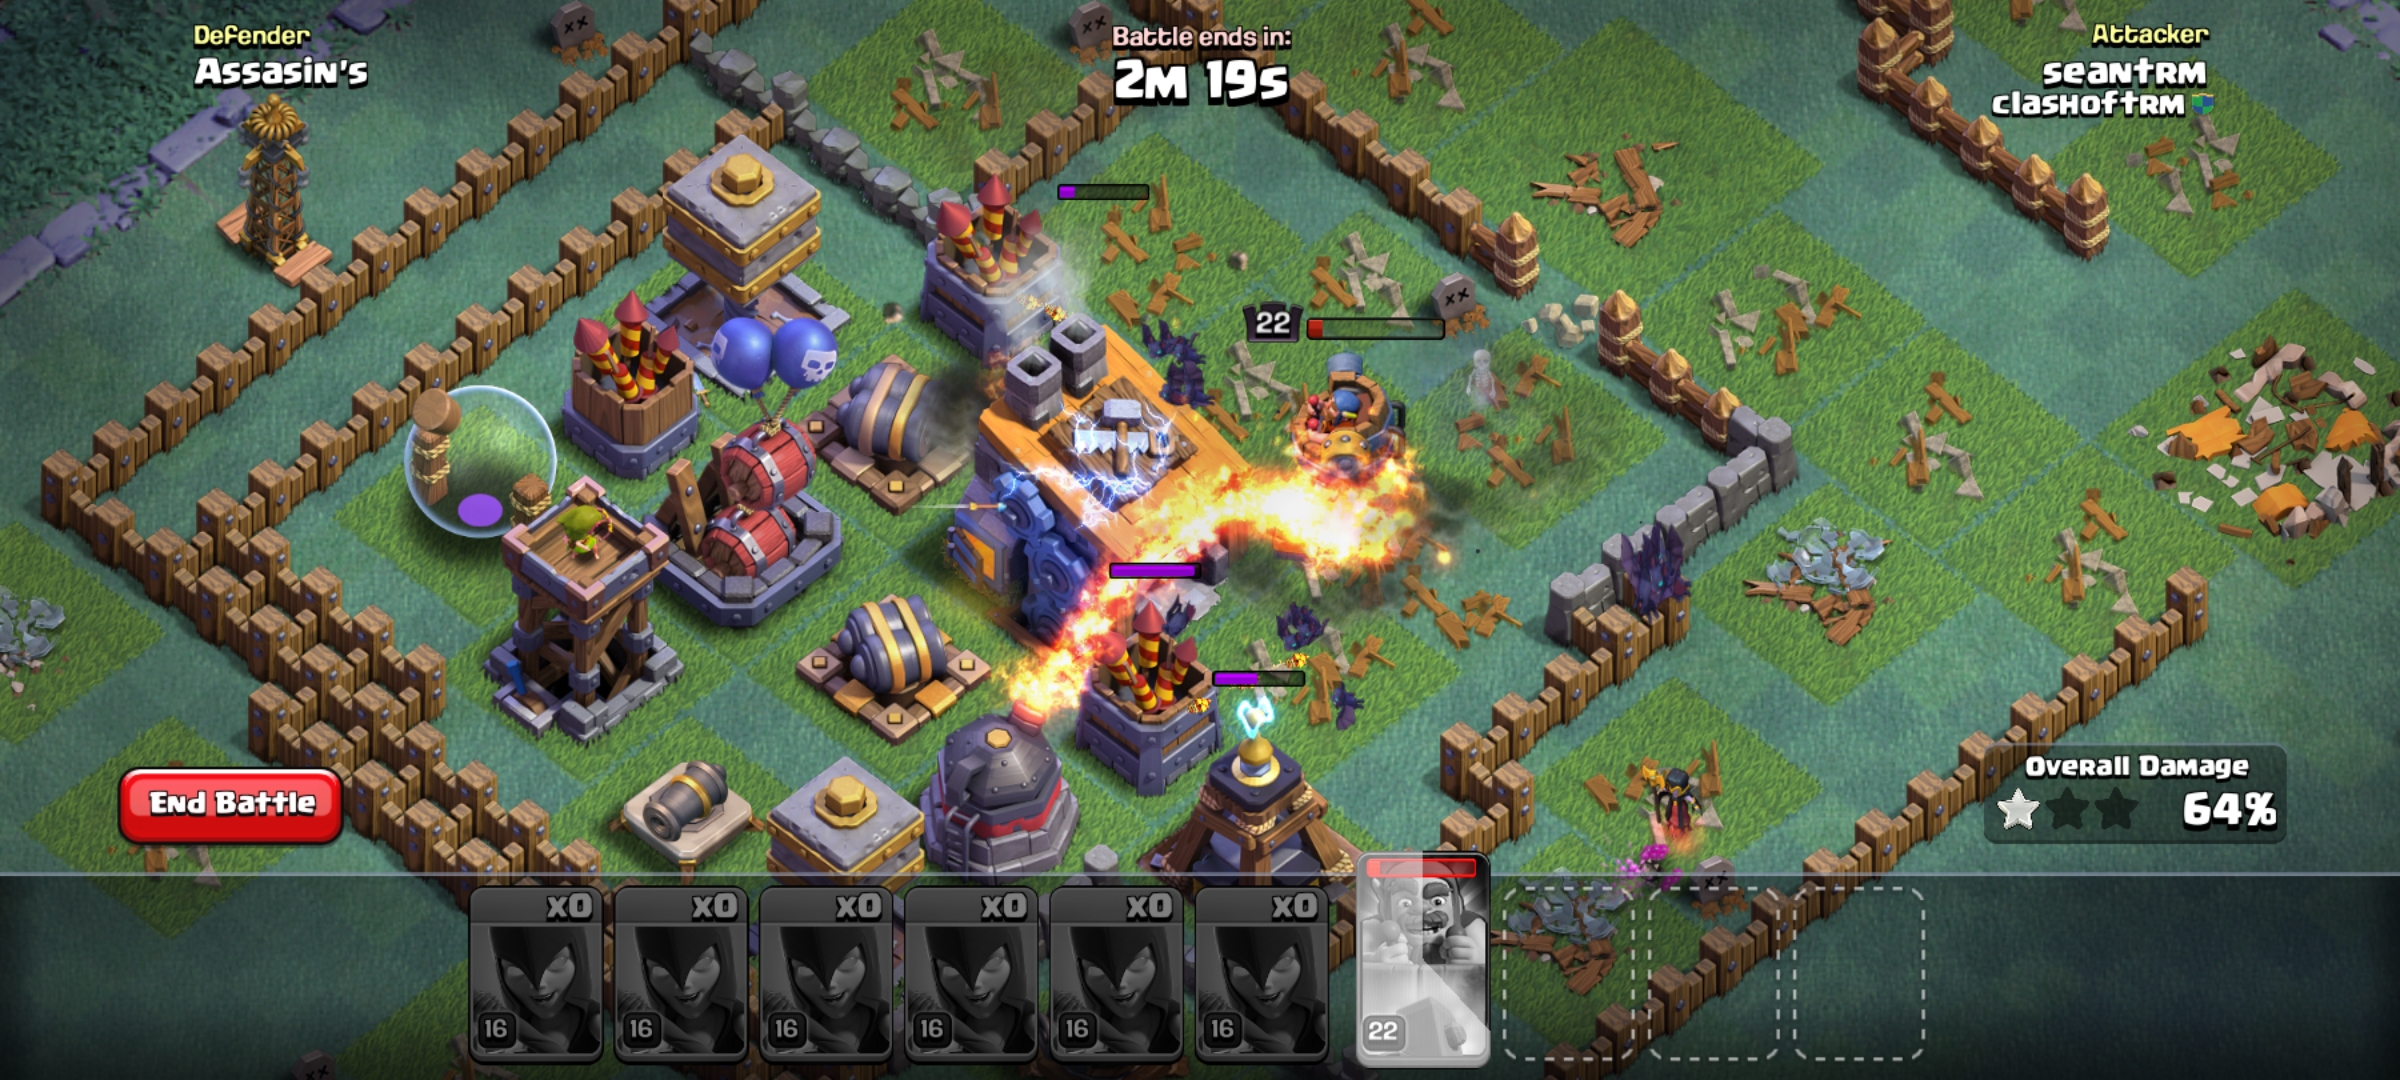 Defender
Assasin's
Battle ends in:
2M 19s
Attacker
seantRM
clashoftRM
22
End Battle
Overall Damage
64%
x0 x0 x0 x0 x0 x0
16 16 16 16 16 16 22